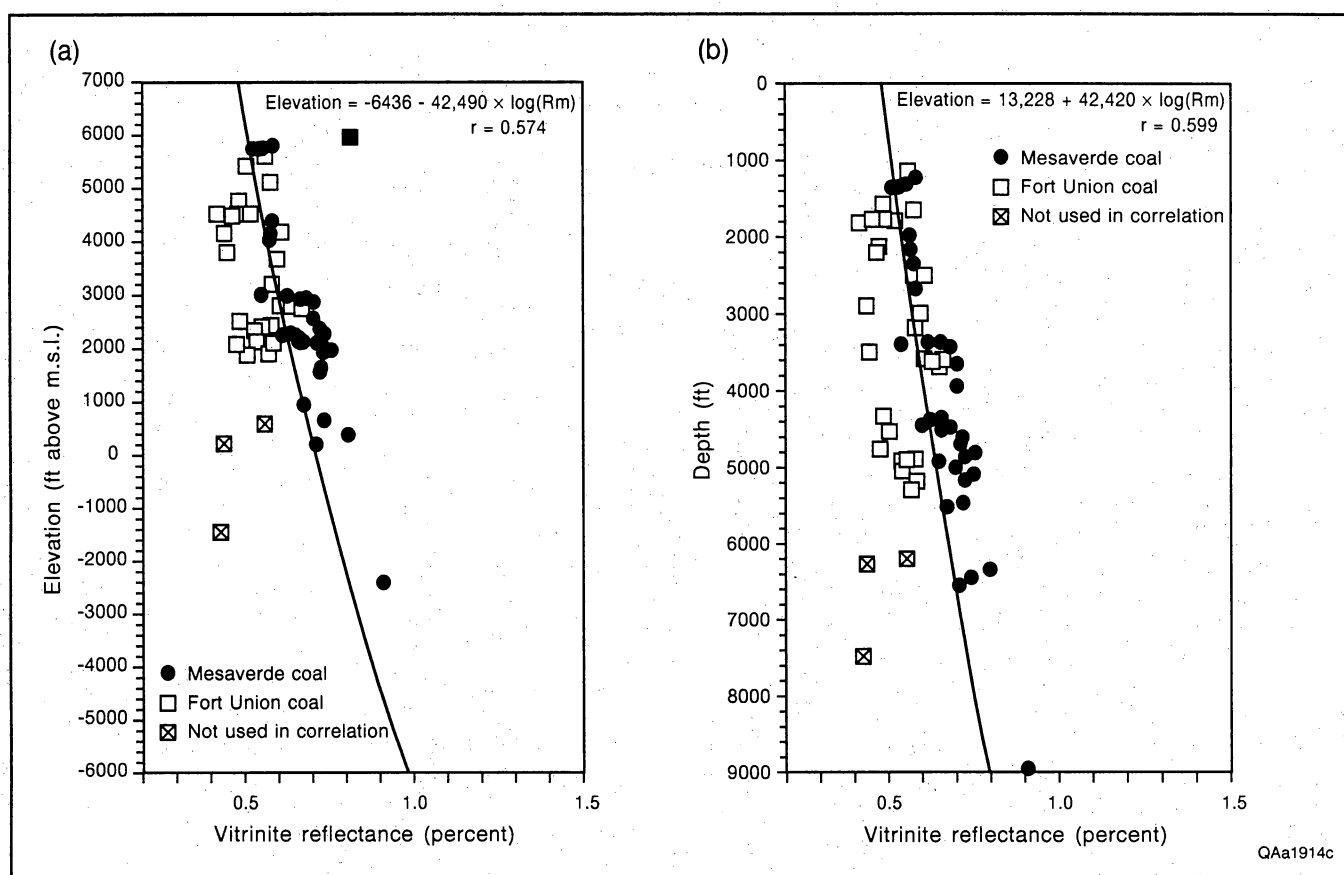 (a)
Elevation = -6436 - 42,490 × log(Rm)
r = 0.574
7000
6000
5000
4000
3000
2000
1000
0
-1000
-2000
-3000
-4000
-5000
-6000
Elevation (ft above m.s.l.)
Mesaverde coal
Fort Union coal
Not used in correlation
0.5
1.0
1.5
Vitrinite reflectance (percent)
(b)
Elevation = 13,228 + 42,420 × log(Rm)
r = 0.599
Mesaverde coal
Fort Union coal
Not used in correlation
0
1000
2000
3000
4000
5000
6000
7000
8000
9000
Depth (ft)
0.5
1.0
1.5
Vitrinite reflectance (percent)
QAa1914c